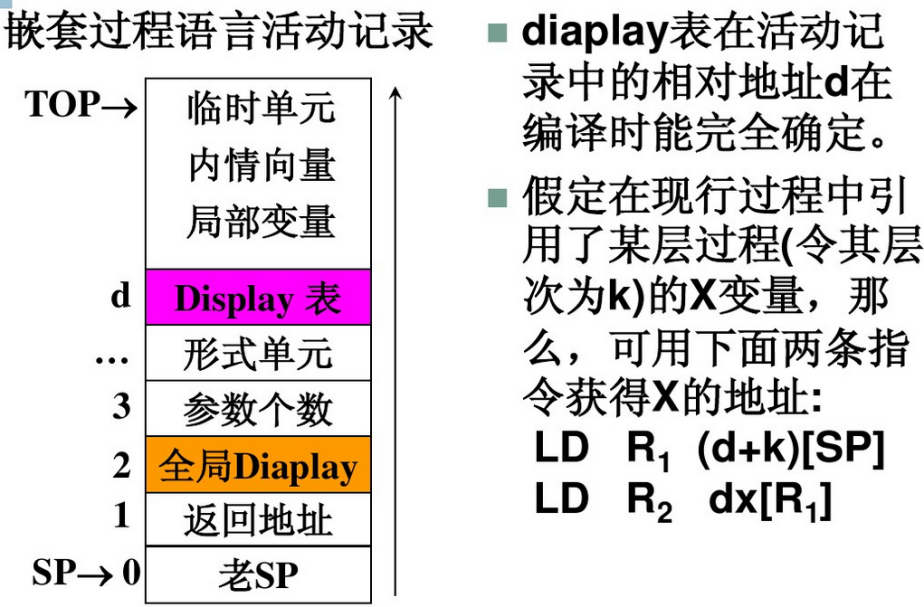 嵌套过程语言活动记录
TOP→
临时单元
内情向量
局部变量
d Display 表
… 形式单元
3 参数个数
2 全局Diaplay
1 返回地址
SP→ 0 老SP
diaplay表在活动记
录中的相对地址d在
编译时能完全确定。
假定在现行过程中引
用了某层过程(令其层
次为k)的X变量，那
么，可用下面两条指
令获得X的地址:
LD R1 (d+k)[SP]
LD R2 dx[R1]